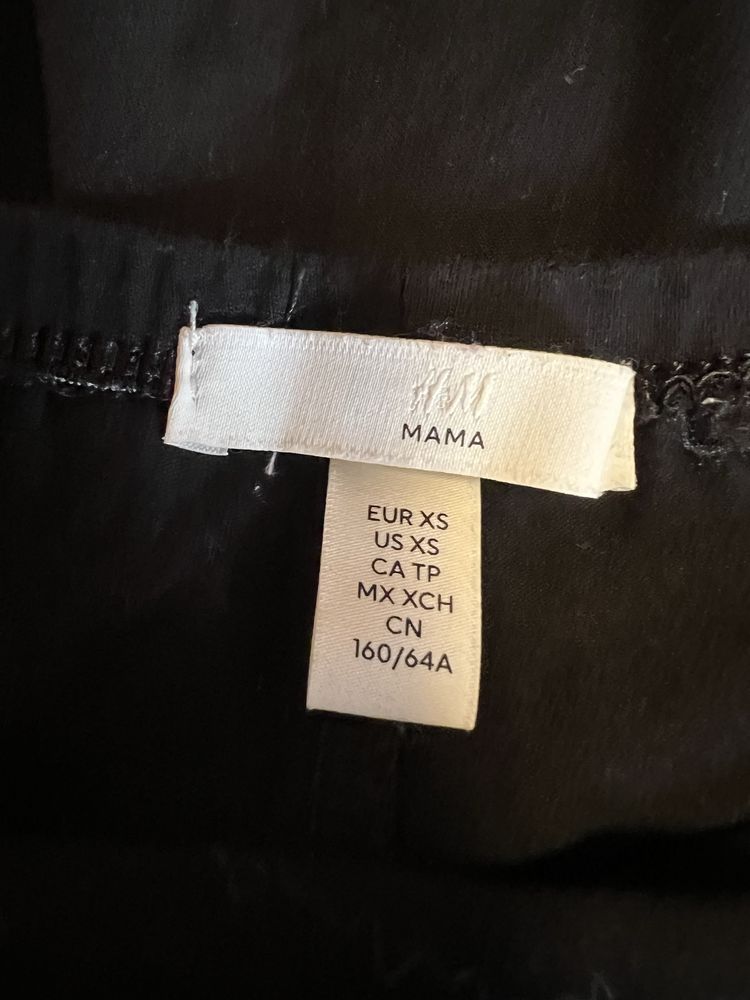 H&M
MAMA
EUR XS
US XS
CA TP
MX XCH
CN
160/64A